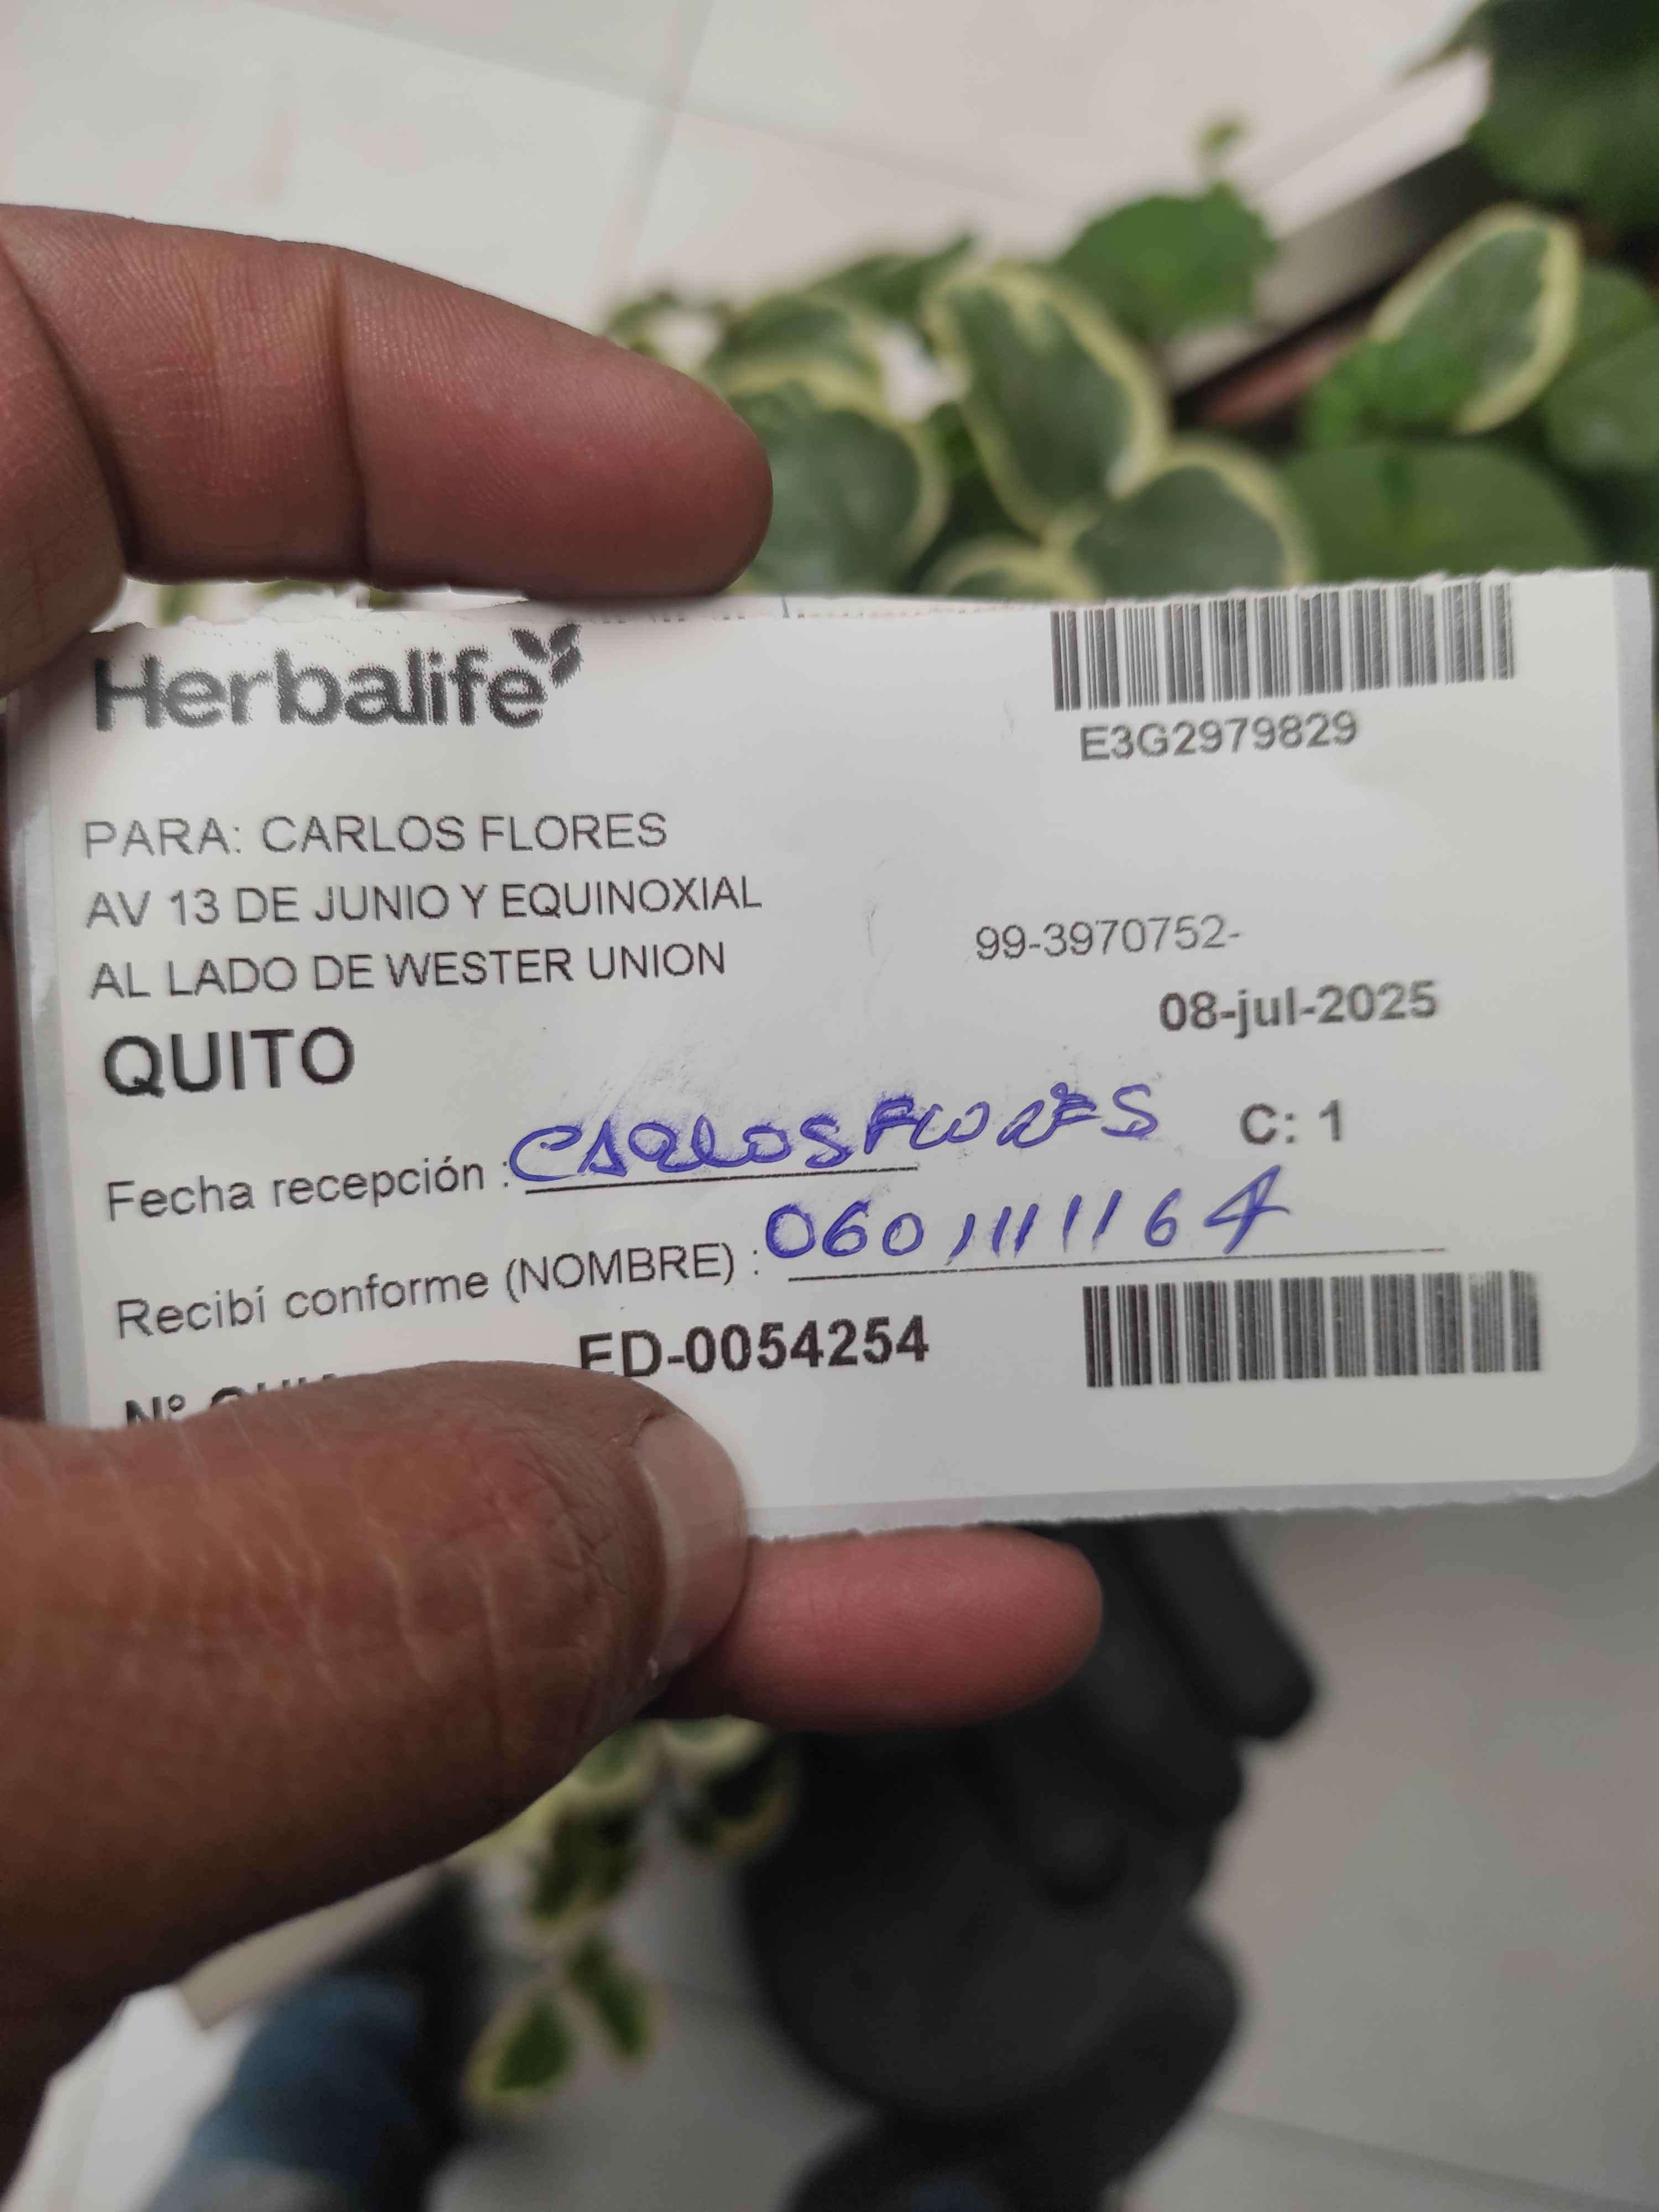 Herbalife
E3G2979829
PARA: CARLOS FLORES
AV 13 DE JUNIO Y EQUINOXIAL
AL LADO DE WESTER UNION
99-3970752-
08-jul-2025
QUITO
C: 1
Fecha recepción : CARLOS FLORES
Recibí conforme (NOMBRE) : 0601111164
Nº
ED-0054254